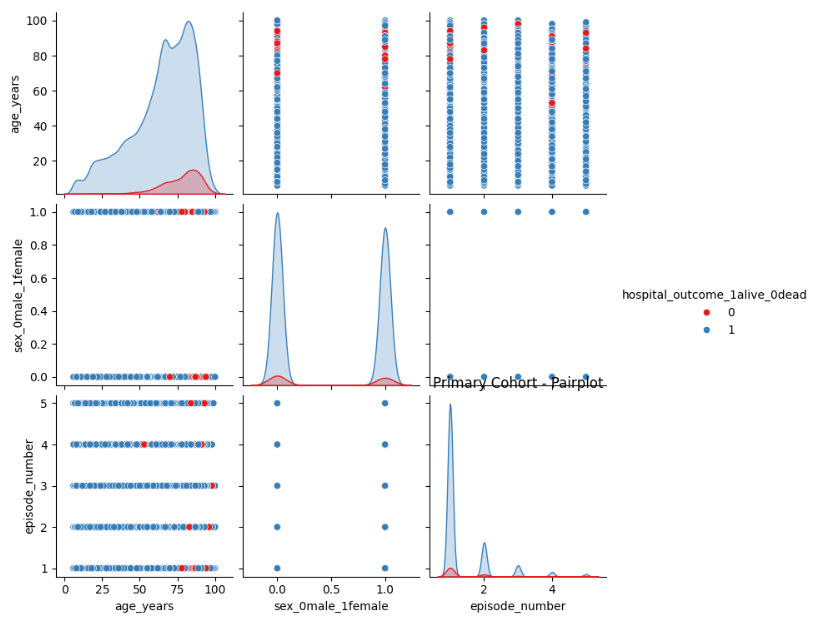 100
80
60
40
20
age_years
1.0
0.8
0.6
0.4
0.2
0.0
sex_0male_1female
hospital_outcome_1alive_0dead
0
1
Primary Cohort - Pairplot
5
4
3
2
1
episode_number
0 25 50 75 100
age_years
0.0 0.5 1.0
sex_0male_1female
2 4
episode_number